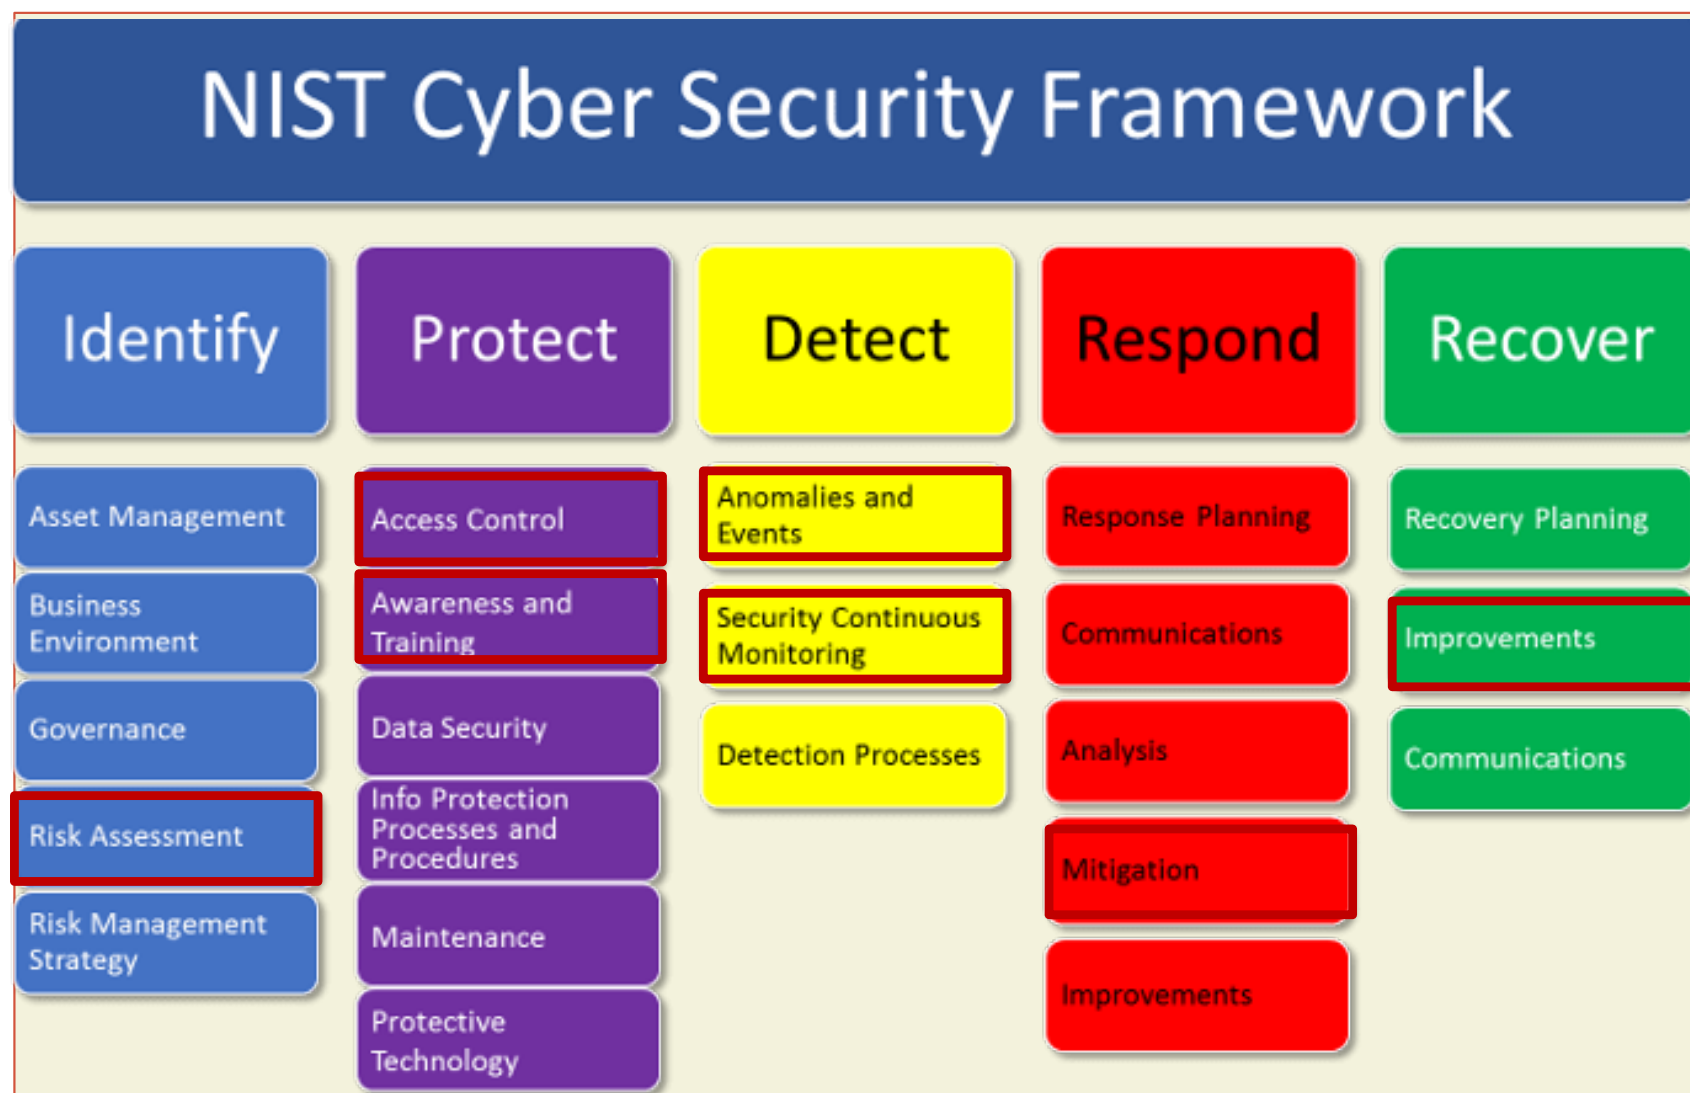 NIST Cyber Security Framework
Identify
Asset Management
Business
Environment
Governance
Risk Assessment
Risk Management
Strategy
Protect
Access Control
Awareness and
Training
Data Security
Info Protection
Processes and
Procedures
Maintenance
Protective
Technology
Detect
Anomalies and
Events
Security Continuous
Monitoring
Detection Processes
Respond
Response Planning
Communications
Analysis
Mitigation
Improvements
Recover
Recovery Planning
Improvements
Communications